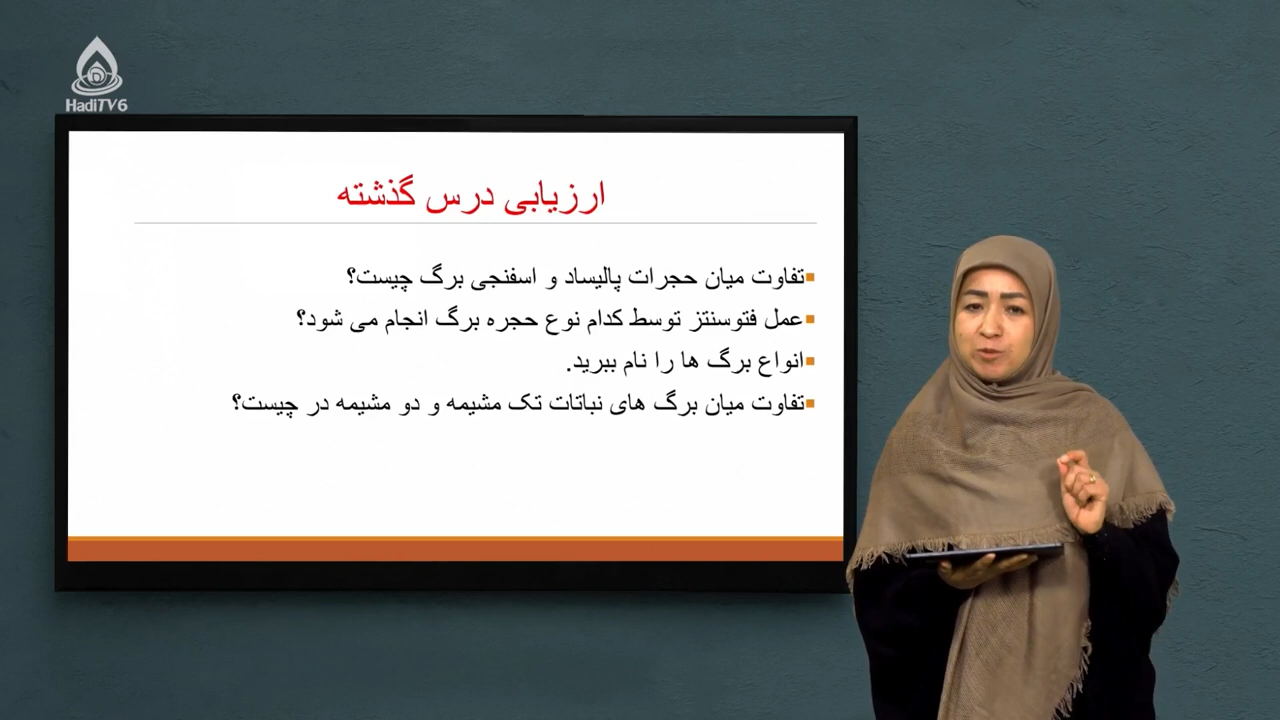 HadiTV6
ارزیابی درس گذشته
تفاوت میان حجرات پالیساد و اسفنجی برگ چیست؟
عمل فتوسنتز توسط کدام نوع حجره برگ انجام می شود؟
انواع برگ ها را نام ببرید.
تفاوت میان برگ های نباتات تک مشیمه و دو مشیمه در چیست؟